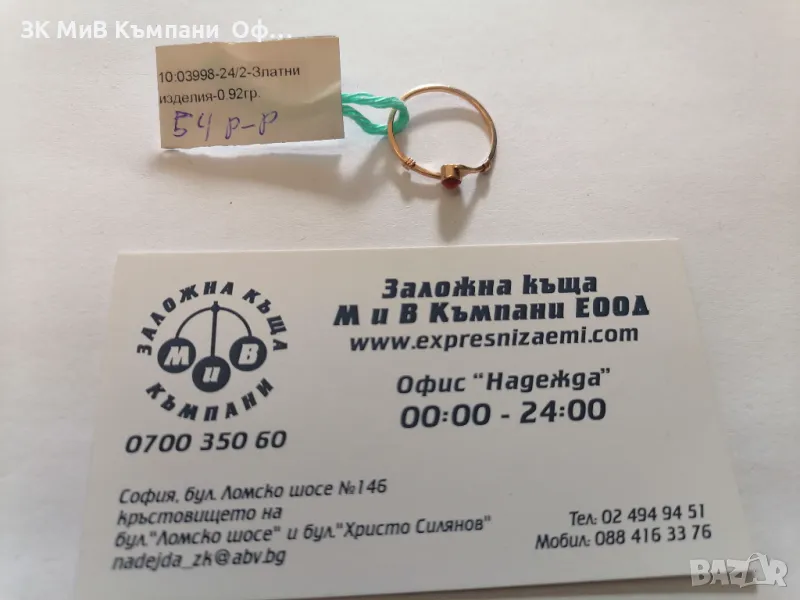 ЗК МиВ Къмпани Оф...
10:03998-24/2-Златни
изделия-0.92гр.
54 р-р
ЗАЛОЖНА КЪЩА
М и В
КЪМПАНИ
0700 350 60
Заложна къща
М и В Къмпани ЕООД
www.expresnizaemi.com
Офис "Надежда"
00:00 - 24:00
София, бул. Ломско шосе №146
кръстовището на
бул."Ломско шосе" и бул."Христо Силянов"
nadejda_zk@abv.bg
Тел: 02 494 94 51
Мобил: 088 416 33 76
BAZAR